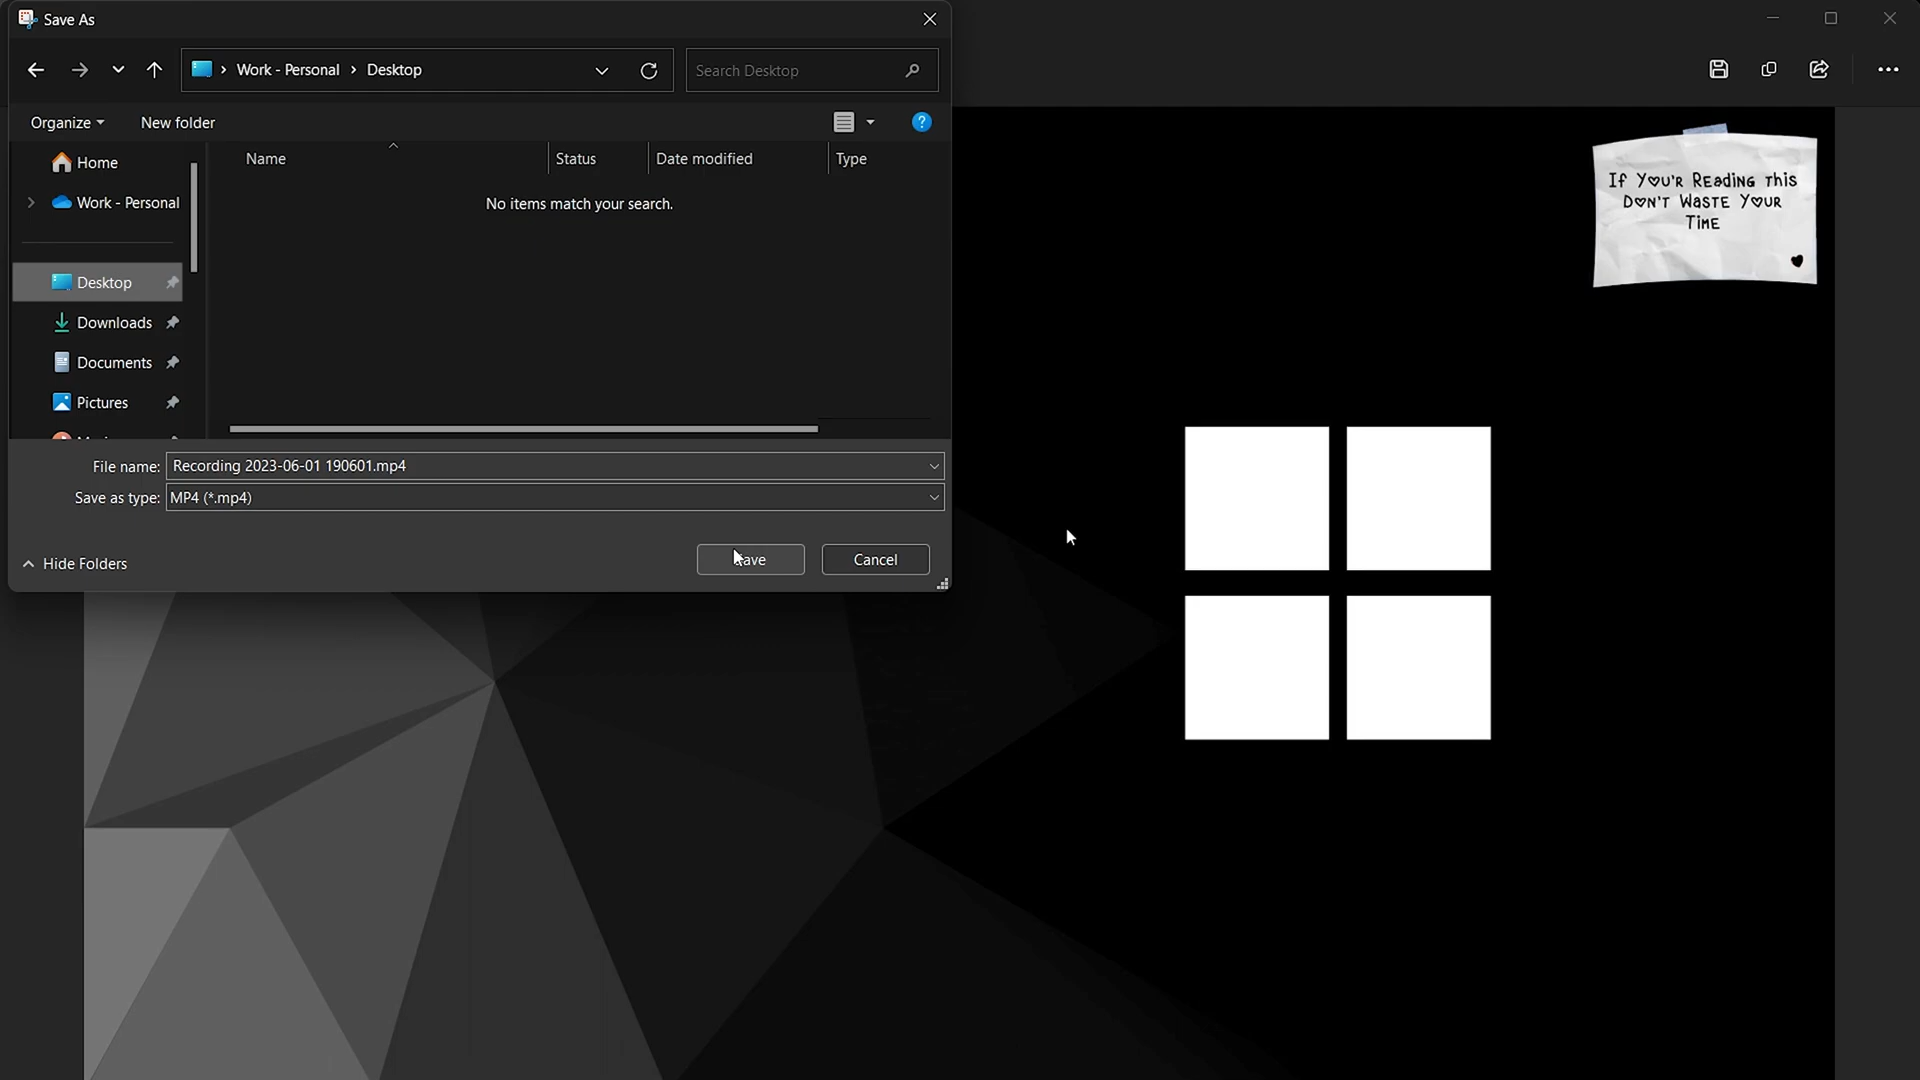 Save As
Work - Personal > Desktop
Search Desktop
Organize
New folder
Home
Work - Personal
Desktop
Downloads
Documents
Pictures
Name
Status
Date modified
Type
No items match your search.
File name: Recording 2023-06-01 190601.mp4
Save as type: MP4 (*.mp4)
Hide Folders
Cancel
If You'r Reading this
Don't Waste Your
Time